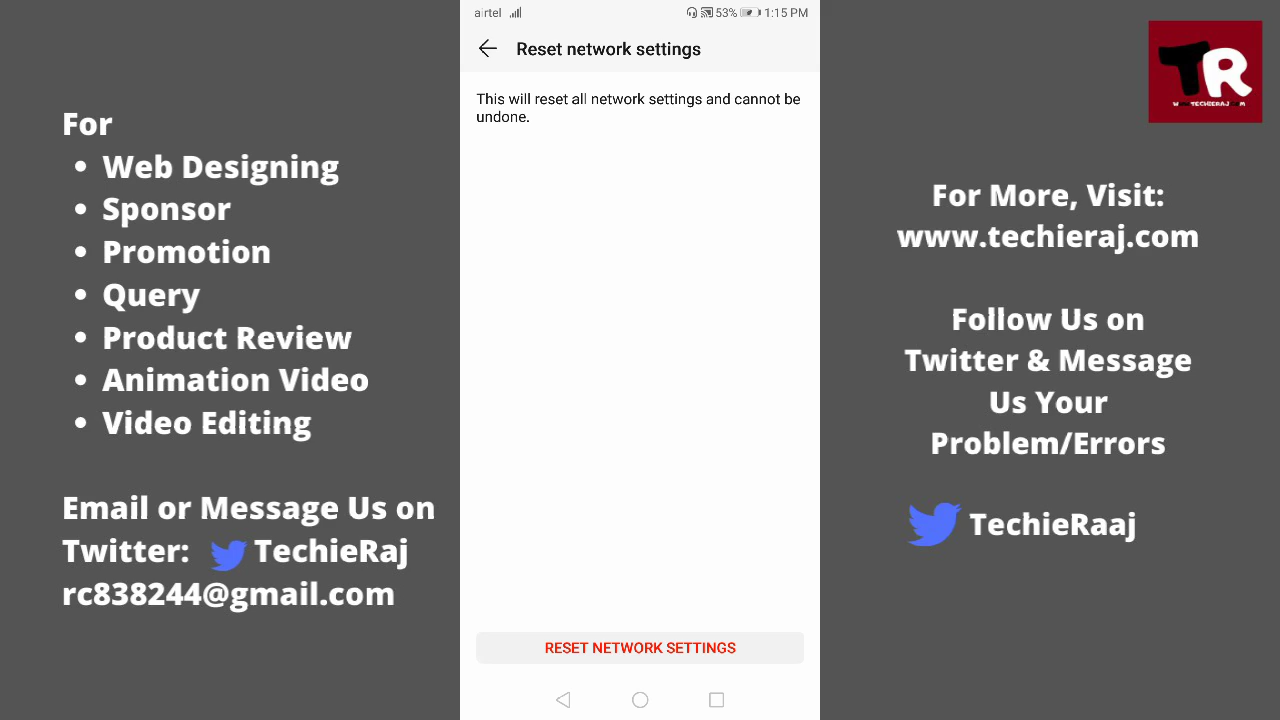 For
• Web Designing
• Sponsor
• Promotion
• Query
• Product Review
• Animation Video
• Video Editing
Email or Message Us on
Twitter: TechieRaj
rc838244@gmail.com
airtel 53% 1:15 PM
Reset network settings
This will reset all network settings and cannot be
undone.
RESET NETWORK SETTINGS
TR
For More, Visit:
www.techieraj.com
Follow Us on
Twitter & Message
Us Your
Problem/Errors
TechieRaaj